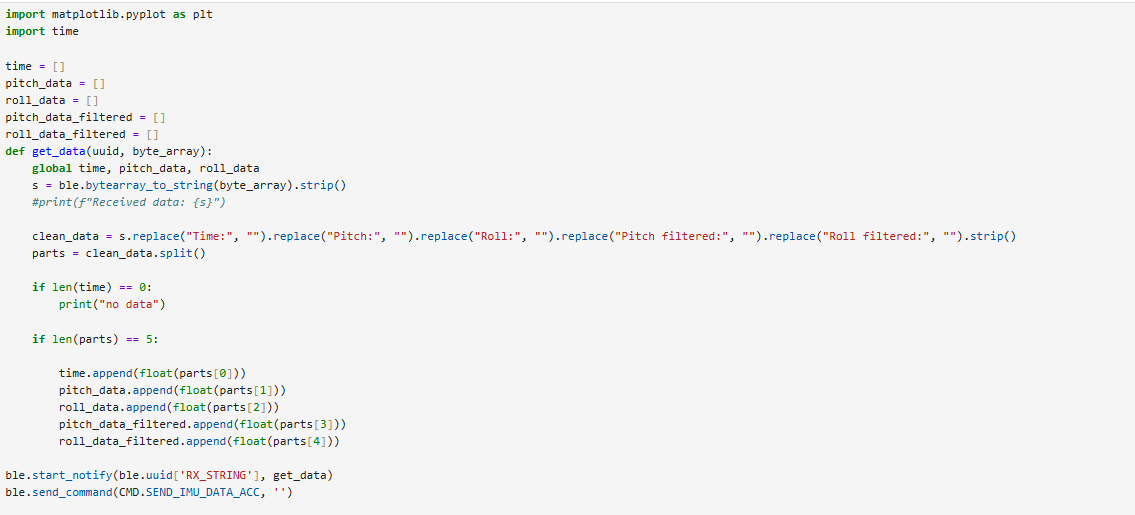 import matplotlib.pyplot as plt
import time
time = []
pitch_data = []
roll_data = []
pitch_data_filtered = []
roll_data_filtered = []
def get_data(uuid, byte_array):
    global time, pitch_data, roll_data
    s = ble.bytearray_to_string(byte_array).strip()
    #print(f"Received data: {s}")
    clean_data = s.replace("Time:", "").replace("Pitch:", "").replace("Roll:", "").replace("Pitch filtered:", "").replace("Roll filtered:", "").strip()
    parts = clean_data.split()
    if len(time) == 0:
        print("no data")
    if len(parts) == 5:
        time.append(float(parts[0]))
        pitch_data.append(float(parts[1]))
        roll_data.append(float(parts[2]))
        pitch_data_filtered.append(float(parts[3]))
        roll_data_filtered.append(float(parts[4]))
ble.start_notify(ble.uuid['RX_STRING'], get_data)
ble.send_command(CMD.SEND_IMU_DATA_ACC, '')